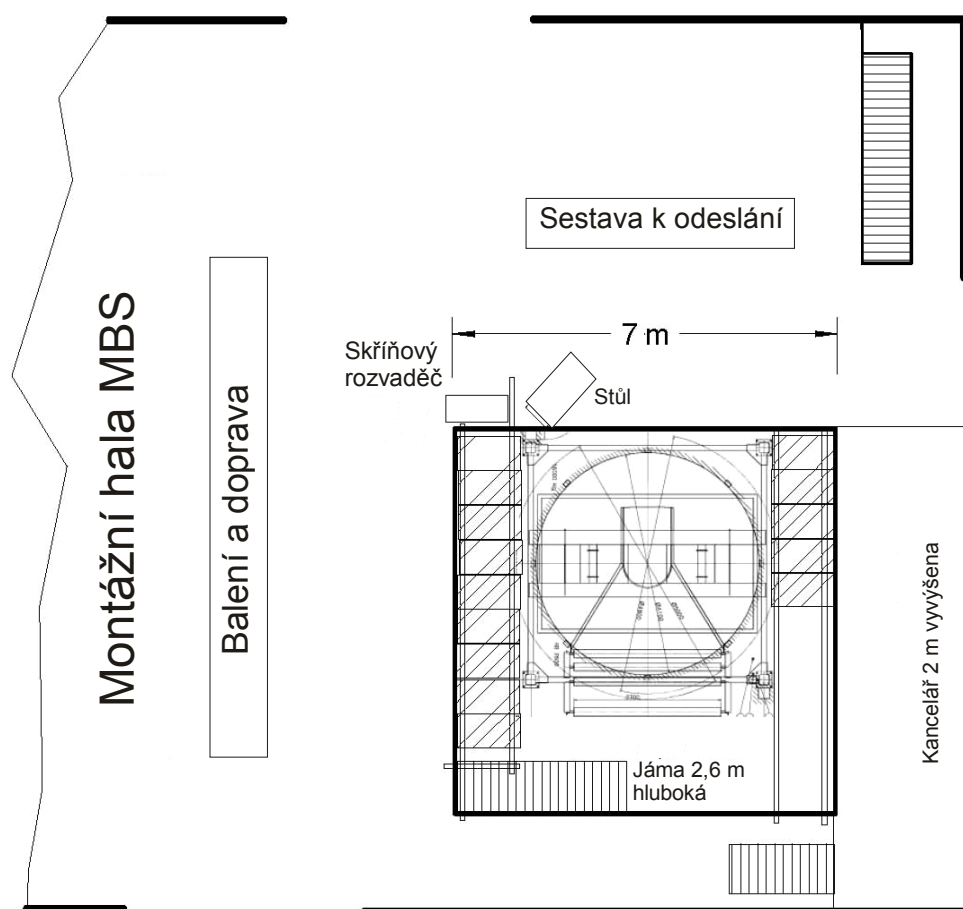 Sestava k odeslání
7 m
Skříňový
rozvaděč
Stůl
Montážní hala MBS
Balení a doprava
Kancelář 2 m vyvýšena
Jáma 2,6 m
hluboká